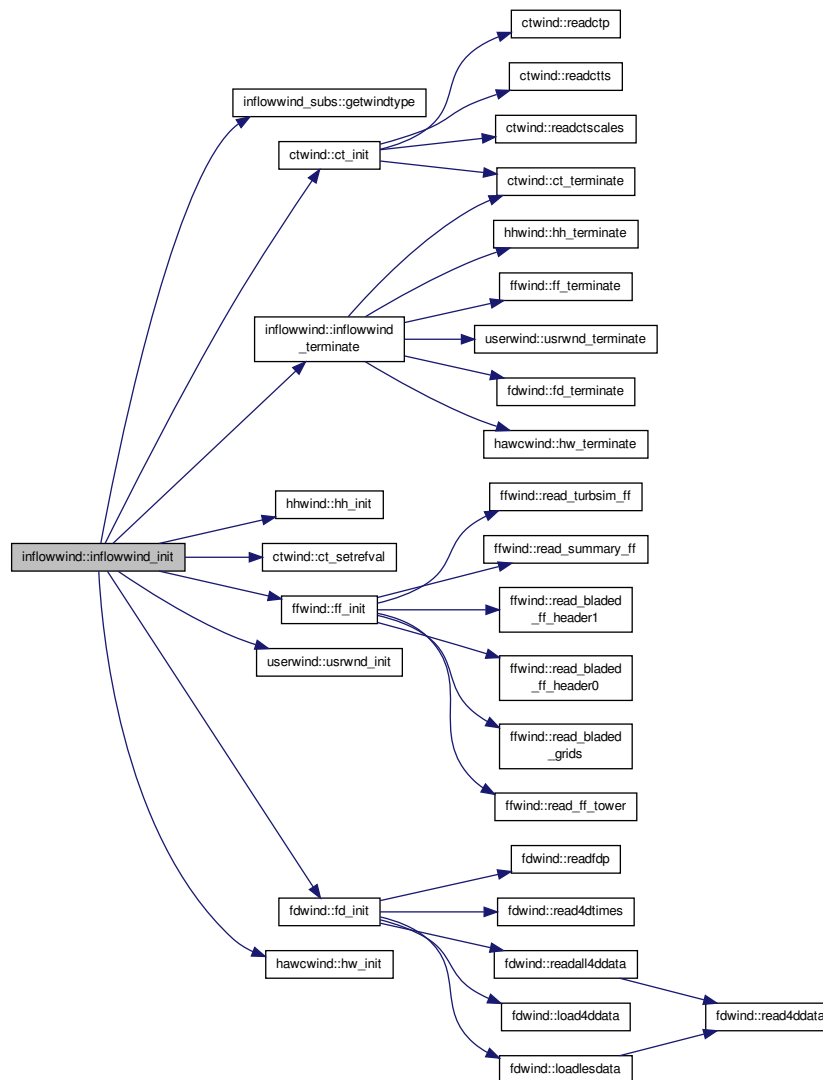 ctwind::readctp
ctwind::readctts
inflowwind_subs::getwindtype
ctwind::readctscales
ctwind::ct_init
ctwind::ct_terminate
hhwind::hh_terminate
ffwind::ff_terminate
inflowwind::inflowwind
_terminate
userwind::usrwnd_terminate
fdwind::fd_terminate
hawcwind::hw_terminate
ffwind::read_turbsim_ff
hhwind::hh_init
ffwind::read_summary_ff
inflowwind::inflowwind_init
ctwind::ct_setrefval
ffwind::ff_init
ffwind::read_bladed
_ff_header1
userwind::usrwnd_init
ffwind::read_bladed
_ff_header0
ffwind::read_bladed
_grids
ffwind::read_ff_tower
fdwind::readfdp
fdwind::fd_init
fdwind::read4dtimes
hawcwind::hw_init
fdwind::readall4ddata
fdwind::load4ddata
fdwind::read4ddata
fdwind::loadlesdata